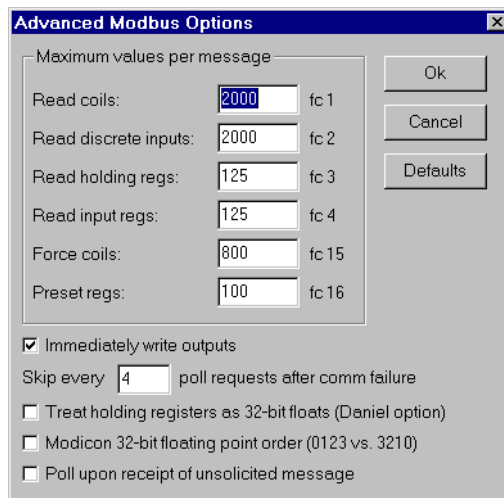 Advanced Modbus Options
Maximum values per message
Read coils: 2000 fc 1
Read discrete inputs: 2000 fc 2
Read holding regs: 125 fc 3
Read input regs: 125 fc 4
Force coils: 800 fc 15
Preset regs: 100 fc 16
Ok
Cancel
Defaults
Immediately write outputs
Skip every 4 poll requests after comm failure
Treat holding registers as 32-bit floats (Daniel option)
Modicon 32-bit floating point order (0123 vs. 3210)
Poll upon receipt of unsolicited message